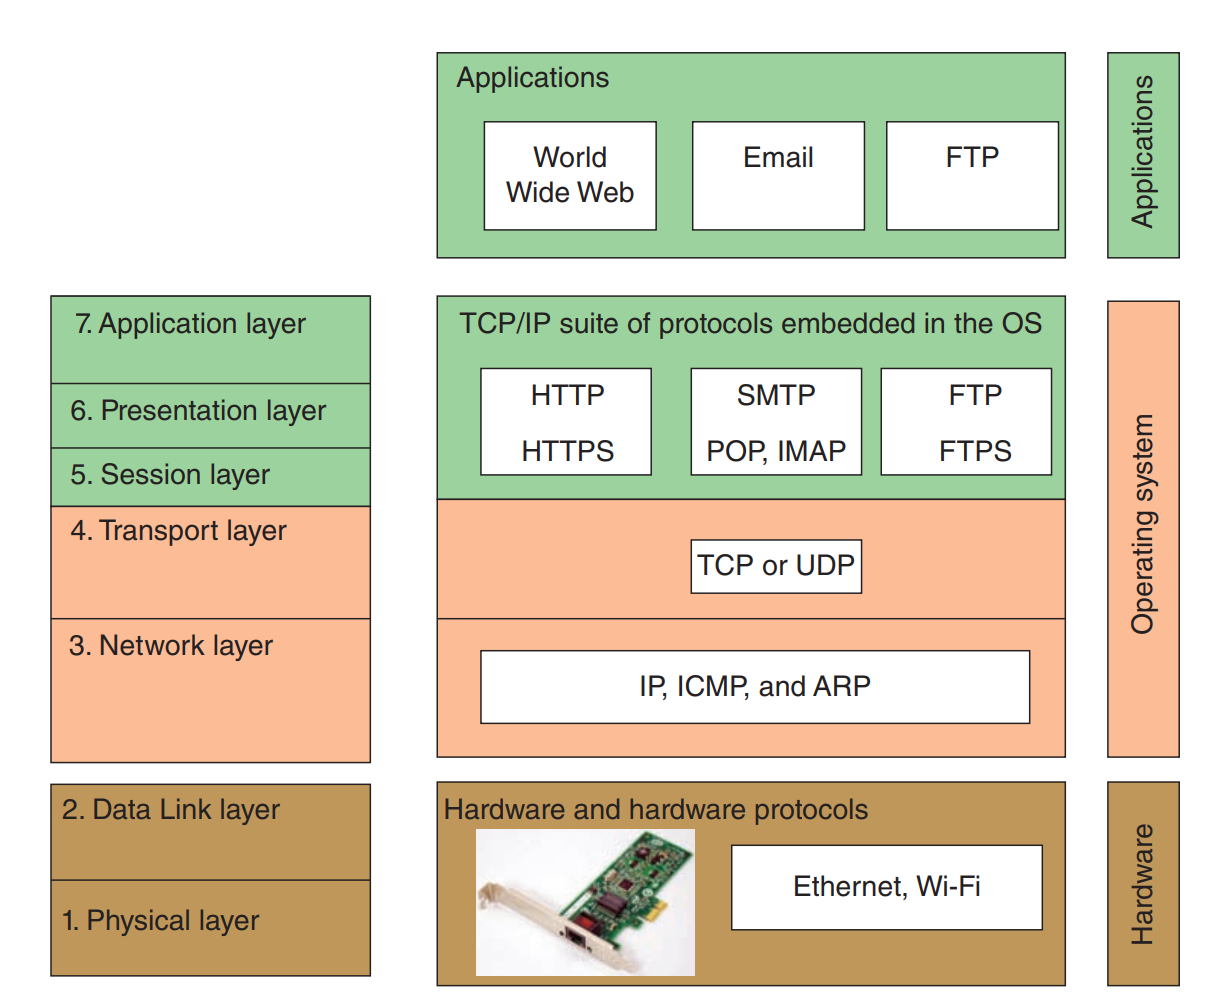 Applications
World
Wide Web
Email
FTP
Applications
7. Application layer
6. Presentation layer
5. Session layer
4. Transport layer
3. Network layer
TCP/IP suite of protocols embedded in the OS
HTTP
HTTPS
SMTP
POP, IMAP
FTP
FTPS
TCP or UDP
IP, ICMP, and ARP
Operating system
2. Data Link layer
1. Physical layer
Hardware and hardware protocols
Ethernet, Wi-Fi
Hardware